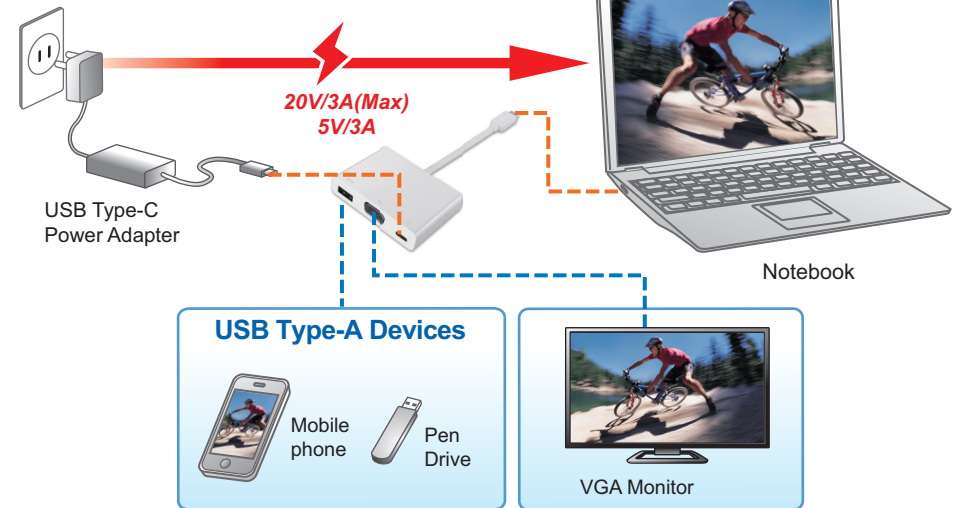 20V/3A(Max)
5V/3A
USB Type-C
Power Adapter
Notebook
USB Type-A Devices
Mobile
phone
Pen
Drive
VGA Monitor